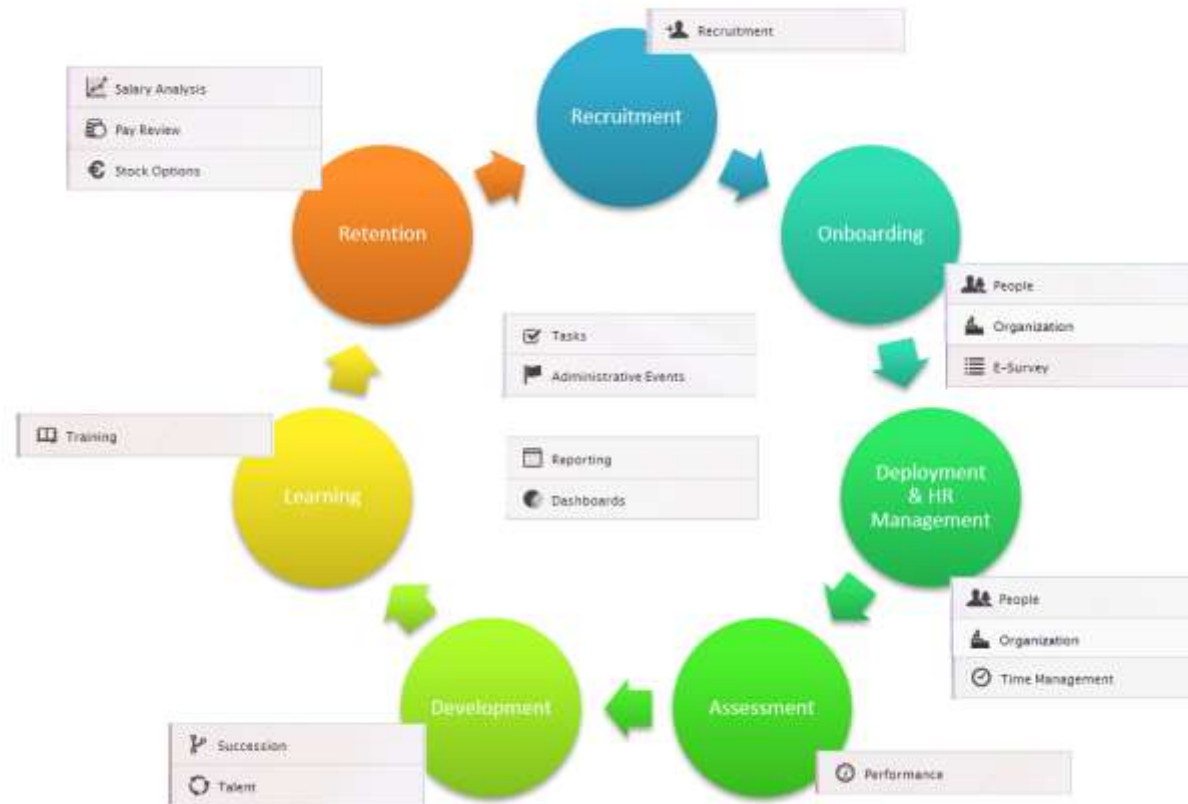 Recruitment
Recruitment
Salary Analysis
Pay Review
Stock Options
Retention
Onboarding
People
Organization
E-Survey
Tasks
Administrative Events
Training
Learning
Reporting
Dashboards
Deployment
& HR
Management
People
Organization
Time Management
Development
Assessment
Succession
Talent
Performance